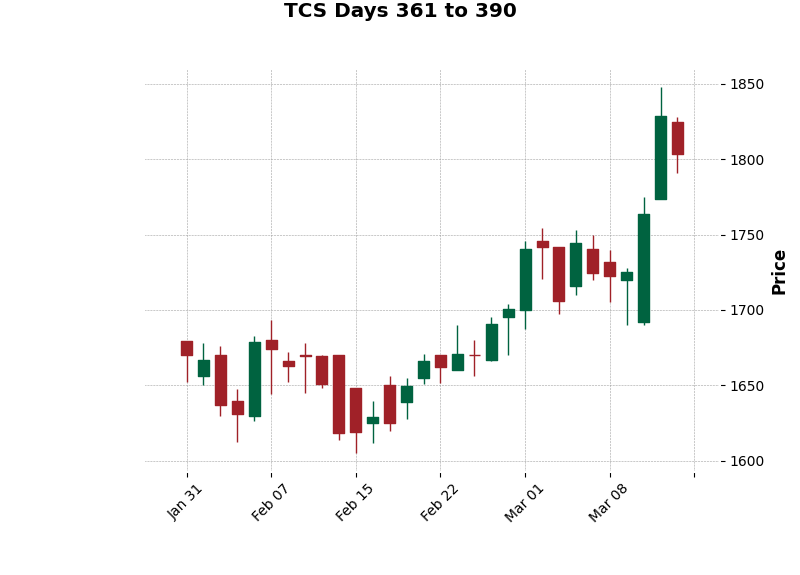 TCS Days 361 to 390
1850
1800
1750
1700
1650
1600
Price
Jan 31
Feb 07
Feb 15
Feb 22
Mar 01
Mar 08